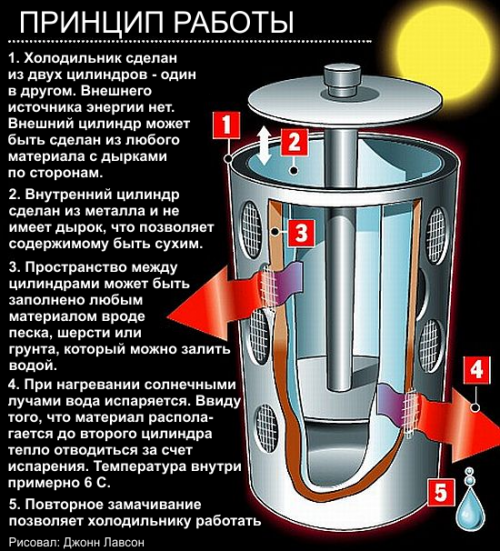 ПРИНЦИП РАБОТЫ
1. Холодильник сделан
из двух цилиндров - один
в другом. Внешнего
источника энергии нет.
Внешний цилиндр может
быть сделан из любого
материала с дырками
по сторонам.
2. Внутренний цилиндр
сделан из металла и не
имеет дырок, что позволяет
содержимому быть сухим.
3. Пространство между
цилиндрами может быть
заполнено любым
материалом вроде
песка, шерсти или
грунта, который можно залить
водой.
4. При нагревании солнечными
лучами вода испаряется. Ввиду
того, что материал распола-
гается до второго цилиндра
тепло отводиться за счет
испарения. Температура внутри
примерно 6 С.
5. Повторное замачивание
позволяет холодильнику работать
Рисовал: Джонн Лавсон
1
2
3
4
5